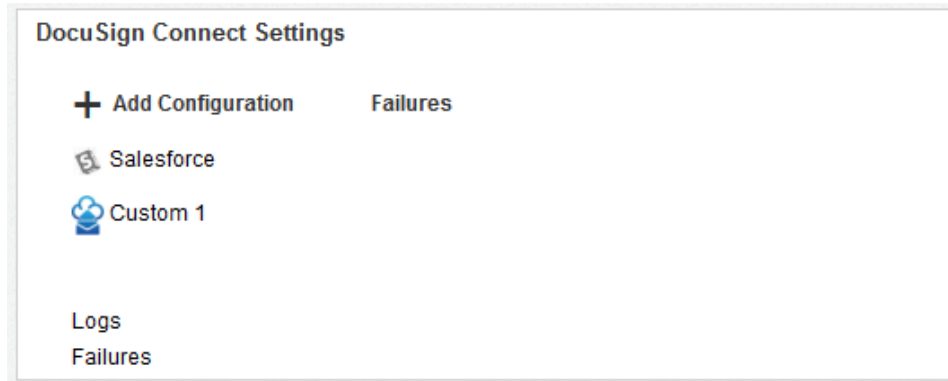 DocuSign Connect Settings
Add Configuration Failures
Salesforce
Custom 1
Logs
Failures